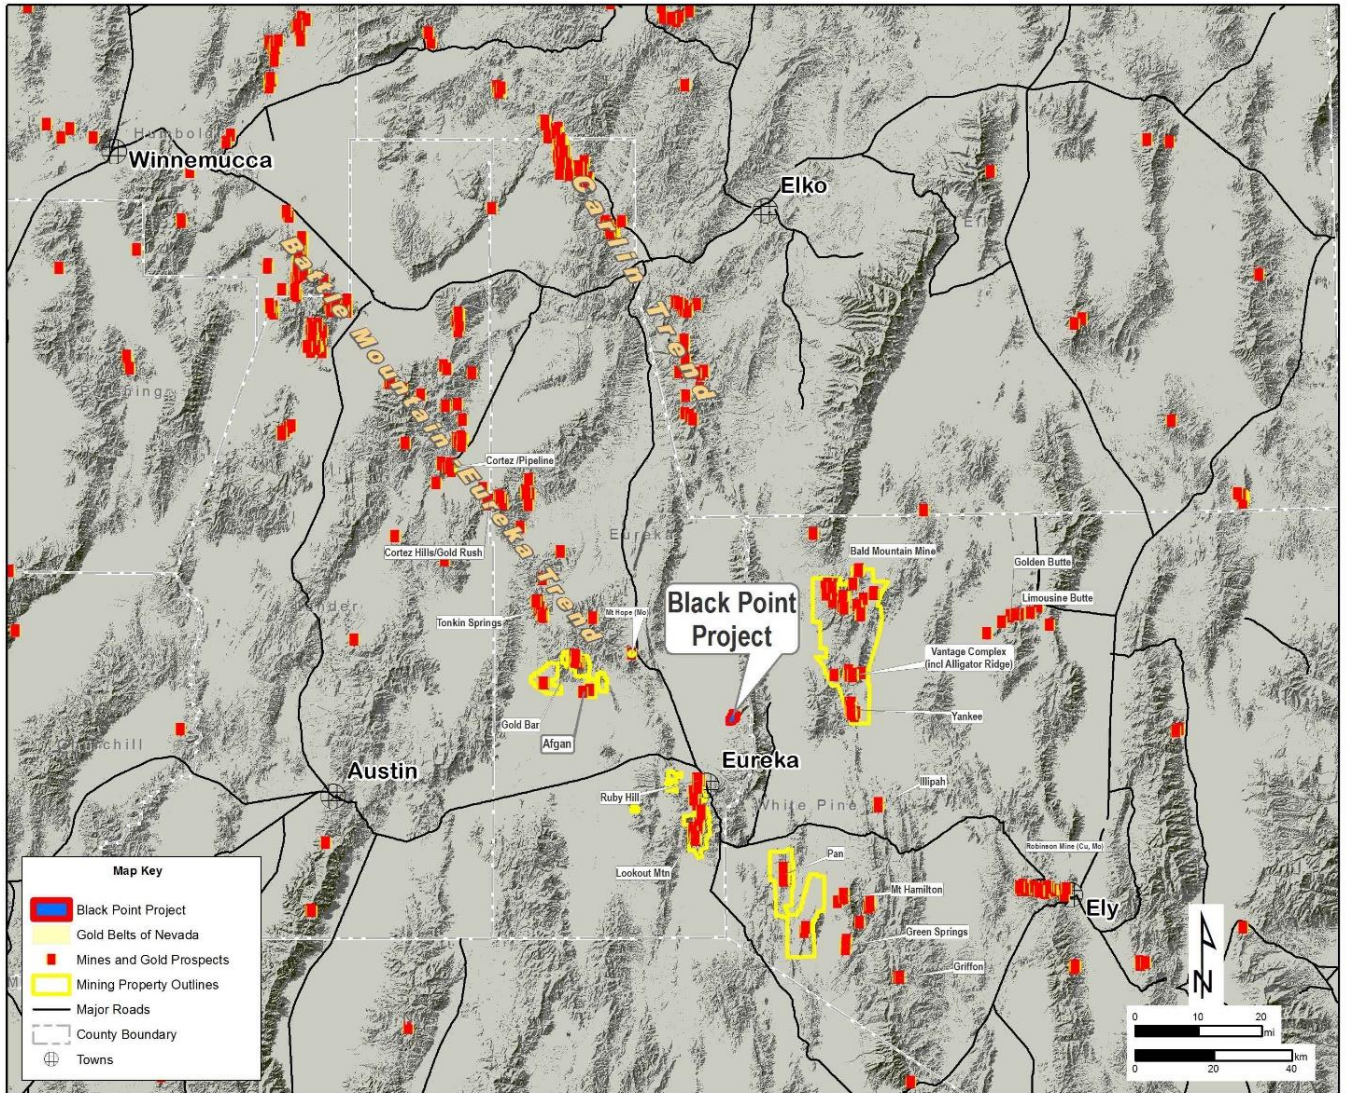 Humbol
Winnemucca
Elko
El
Carlin Trend
Battle Mountain - Eureka Trend
Cortez /Pipeline
Cortez Hills/Gold Rush
Eureka
Bald Mountain Mine
Golden Butte
Limousine Butte
Black Point
Project
Mt Hope (Mo)
Tonkin Springs
Vantage Complex
(incl Alligator Ridge)
Gold Bar
Yankee
Afgan
Churchill
Austin
Eureka
Ruby Hill
White Pine
Illipah
Robinson Mine (Cu, Mo)
Pan
Lookout Mtn
Mt Hamilton
Ely
Green Springs
Griffon
Map Key
Black Point Project
Gold Belts of Nevada
Mines and Gold Prospects
Mining Property Outlines
Major Roads
County Boundary
Towns
N
0 10 20
mi
km
0 20 40